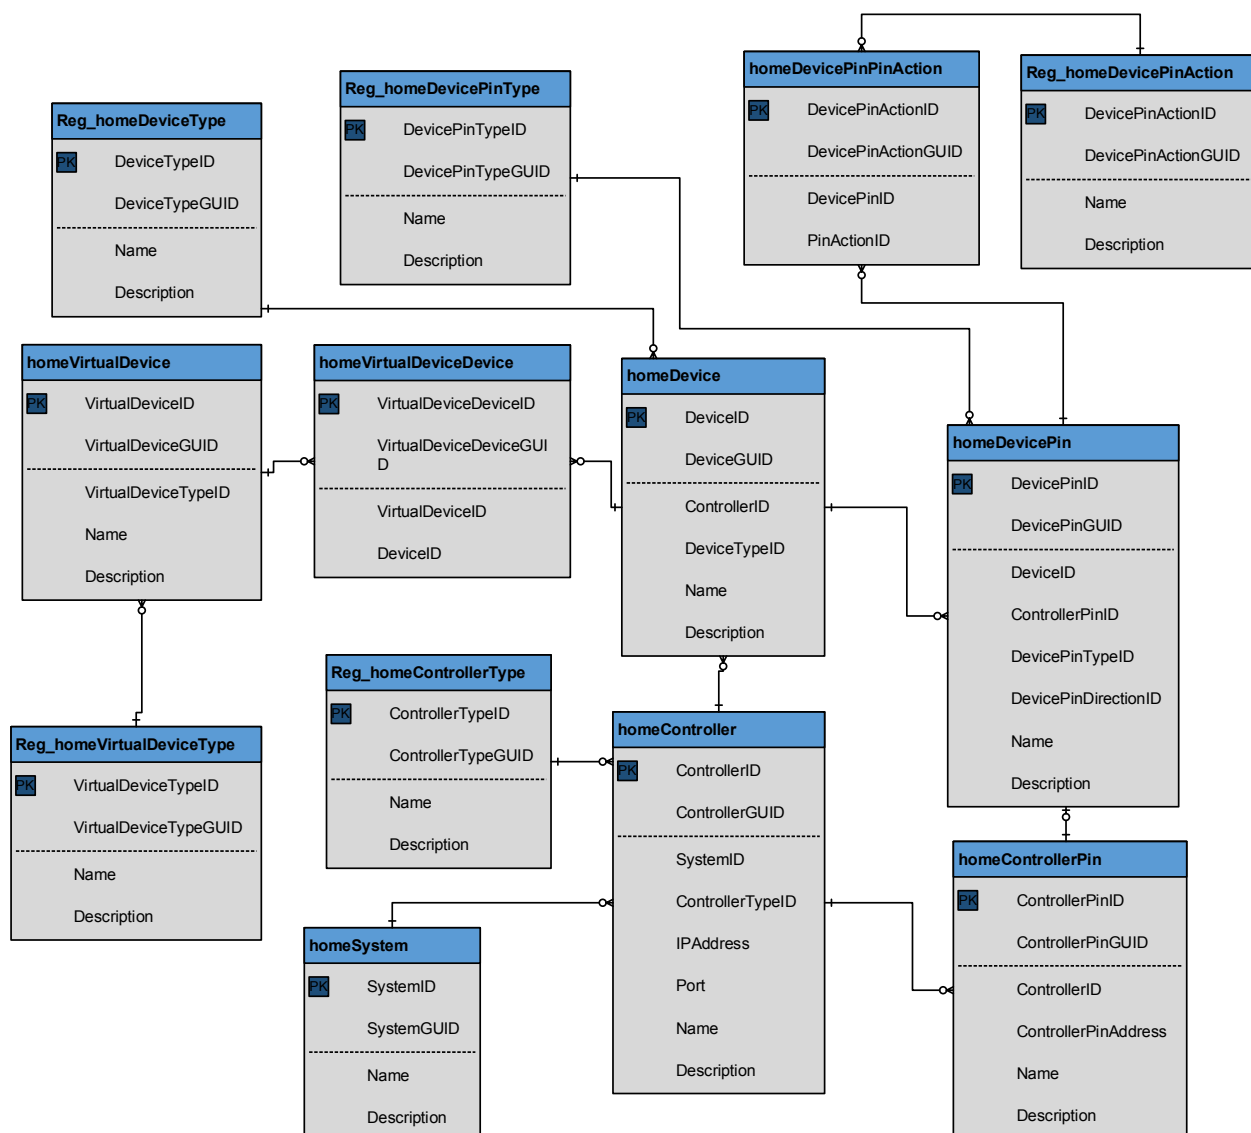 homeDevicePinPinAction
PK
DevicePinActionID
DevicePinActionGUID
DevicePinID
PinActionID
Reg_homeDevicePinAction
PK
DevicePinActionID
DevicePinActionGUID
Name
Description
Reg_homeDevicePinType
PK
DevicePinTypeID
DevicePinTypeGUID
Name
Description
Reg_homeDeviceType
PK
DeviceTypeID
DeviceTypeGUID
Name
Description
homeVirtualDevice
PK
VirtualDeviceID
VirtualDeviceGUID
VirtualDeviceTypeID
Name
Description
homeVirtualDeviceDevice
PK
VirtualDeviceDeviceID
VirtualDeviceDeviceGUI
D
VirtualDeviceID
DeviceID
homeDevice
PK
DeviceID
DeviceGUID
ControllerID
DeviceTypeID
Name
Description
homeDevicePin
PK
DevicePinID
DevicePinGUID
DeviceID
ControllerPinID
DevicePinTypeID
DevicePinDirectionID
Name
Description
Reg_homeControllerType
PK
ControllerTypeID
ControllerTypeGUID
Name
Description
homeController
PK
ControllerID
ControllerGUID
SystemID
ControllerTypeID
IPAddress
Port
Name
Description
Reg_homeVirtualDeviceType
PK
VirtualDeviceTypeID
VirtualDeviceTypeGUID
Name
Description
homeControllerPin
PK
ControllerPinID
ControllerPinGUID
ControllerID
ControllerPinAddress
Name
Description
homeSystem
PK
SystemID
SystemGUID
Name
Description